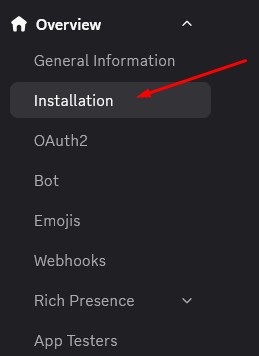 Overview
General Information
Installation
OAuth2
Bot
Emojis
Webhooks
Rich Presence
App Testers